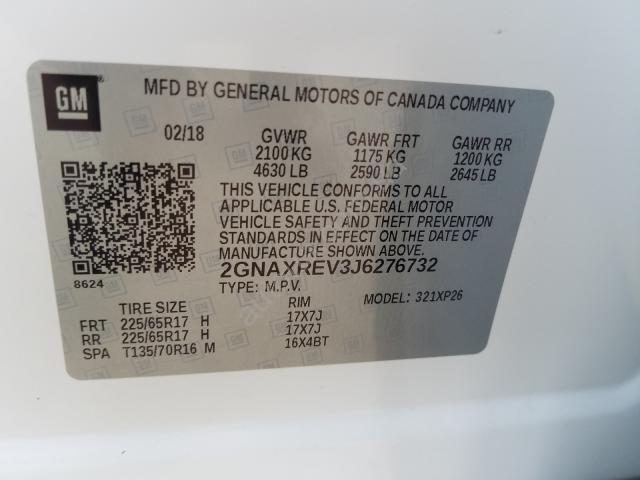 GM
MFD BY GENERAL MOTORS OF CANADA COMPANY
02/18 GVWR GAWR FRT GAWR RR
2100 KG 1175 KG 1200 KG
4630 LB 2590 LB 2645 LB
THIS VEHICLE CONFORMS TO ALL
APPLICABLE U.S. FEDERAL MOTOR
VEHICLE SAFETY AND THEFT PREVENTION
STANDARDS IN EFFECT ON THE DATE OF
MANUFACTURE SHOWN ABOVE.
8624 2GNAXREV3J6276732
TYPE: M.P.V. MODEL: 321XP26
TIRE SIZE RIM
FRT 225/65R17 H 17X7J
RR 225/65R17 H 17X7J
SPA T135/70R16 M 16X4BT